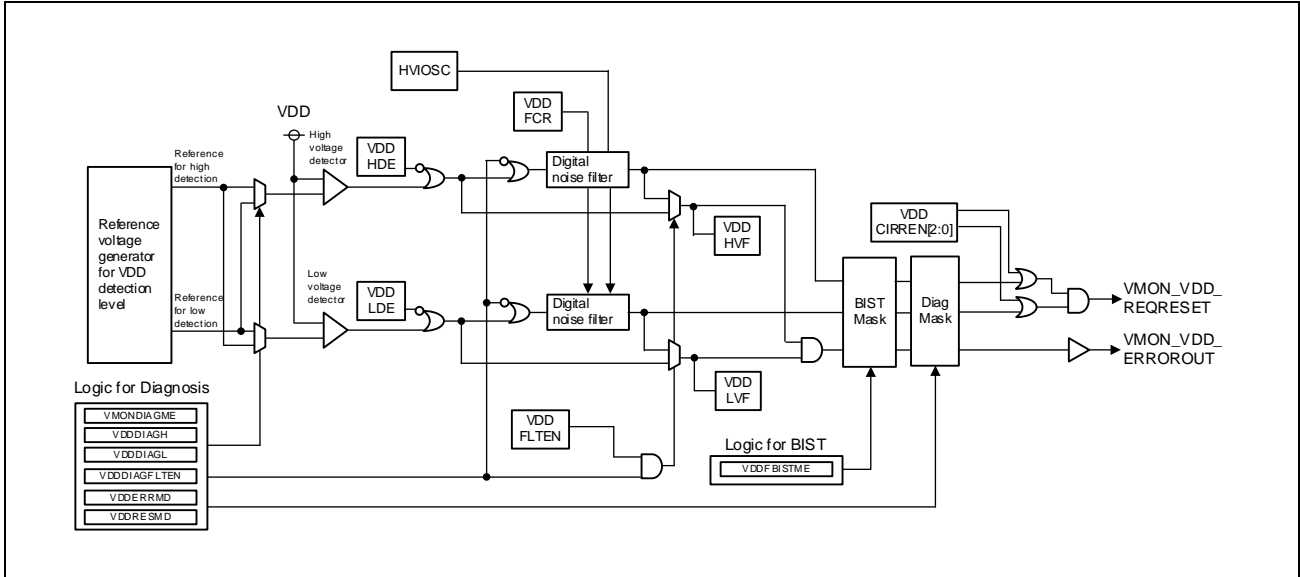 HVIOSC
VDD
FCR
VDD
High
voltage
detector
VDD
HDE
Reference
for high
detection
Digital
noise filter
Reference
voltage
generator
for VDD
detection
level
VDD
HVF
VDD
CIRREN[2:0]
Reference
for low
detection
Low
voltage
detector
VDD
LDE
Digital
noise filter
BIST
Mask
Diag
Mask
VMON_VDD_
REQRESET
VMON_VDD_
ERROROUT
VDD
LVF
Logic for Diagnosis
VMONDIAGME
VDDDIAGH
VDDDIAGL
VDDDIAGFLTEN
VDDERRMD
VDDRESMD
VDD
FLTEN
Logic for BIST
VDDFBISTME